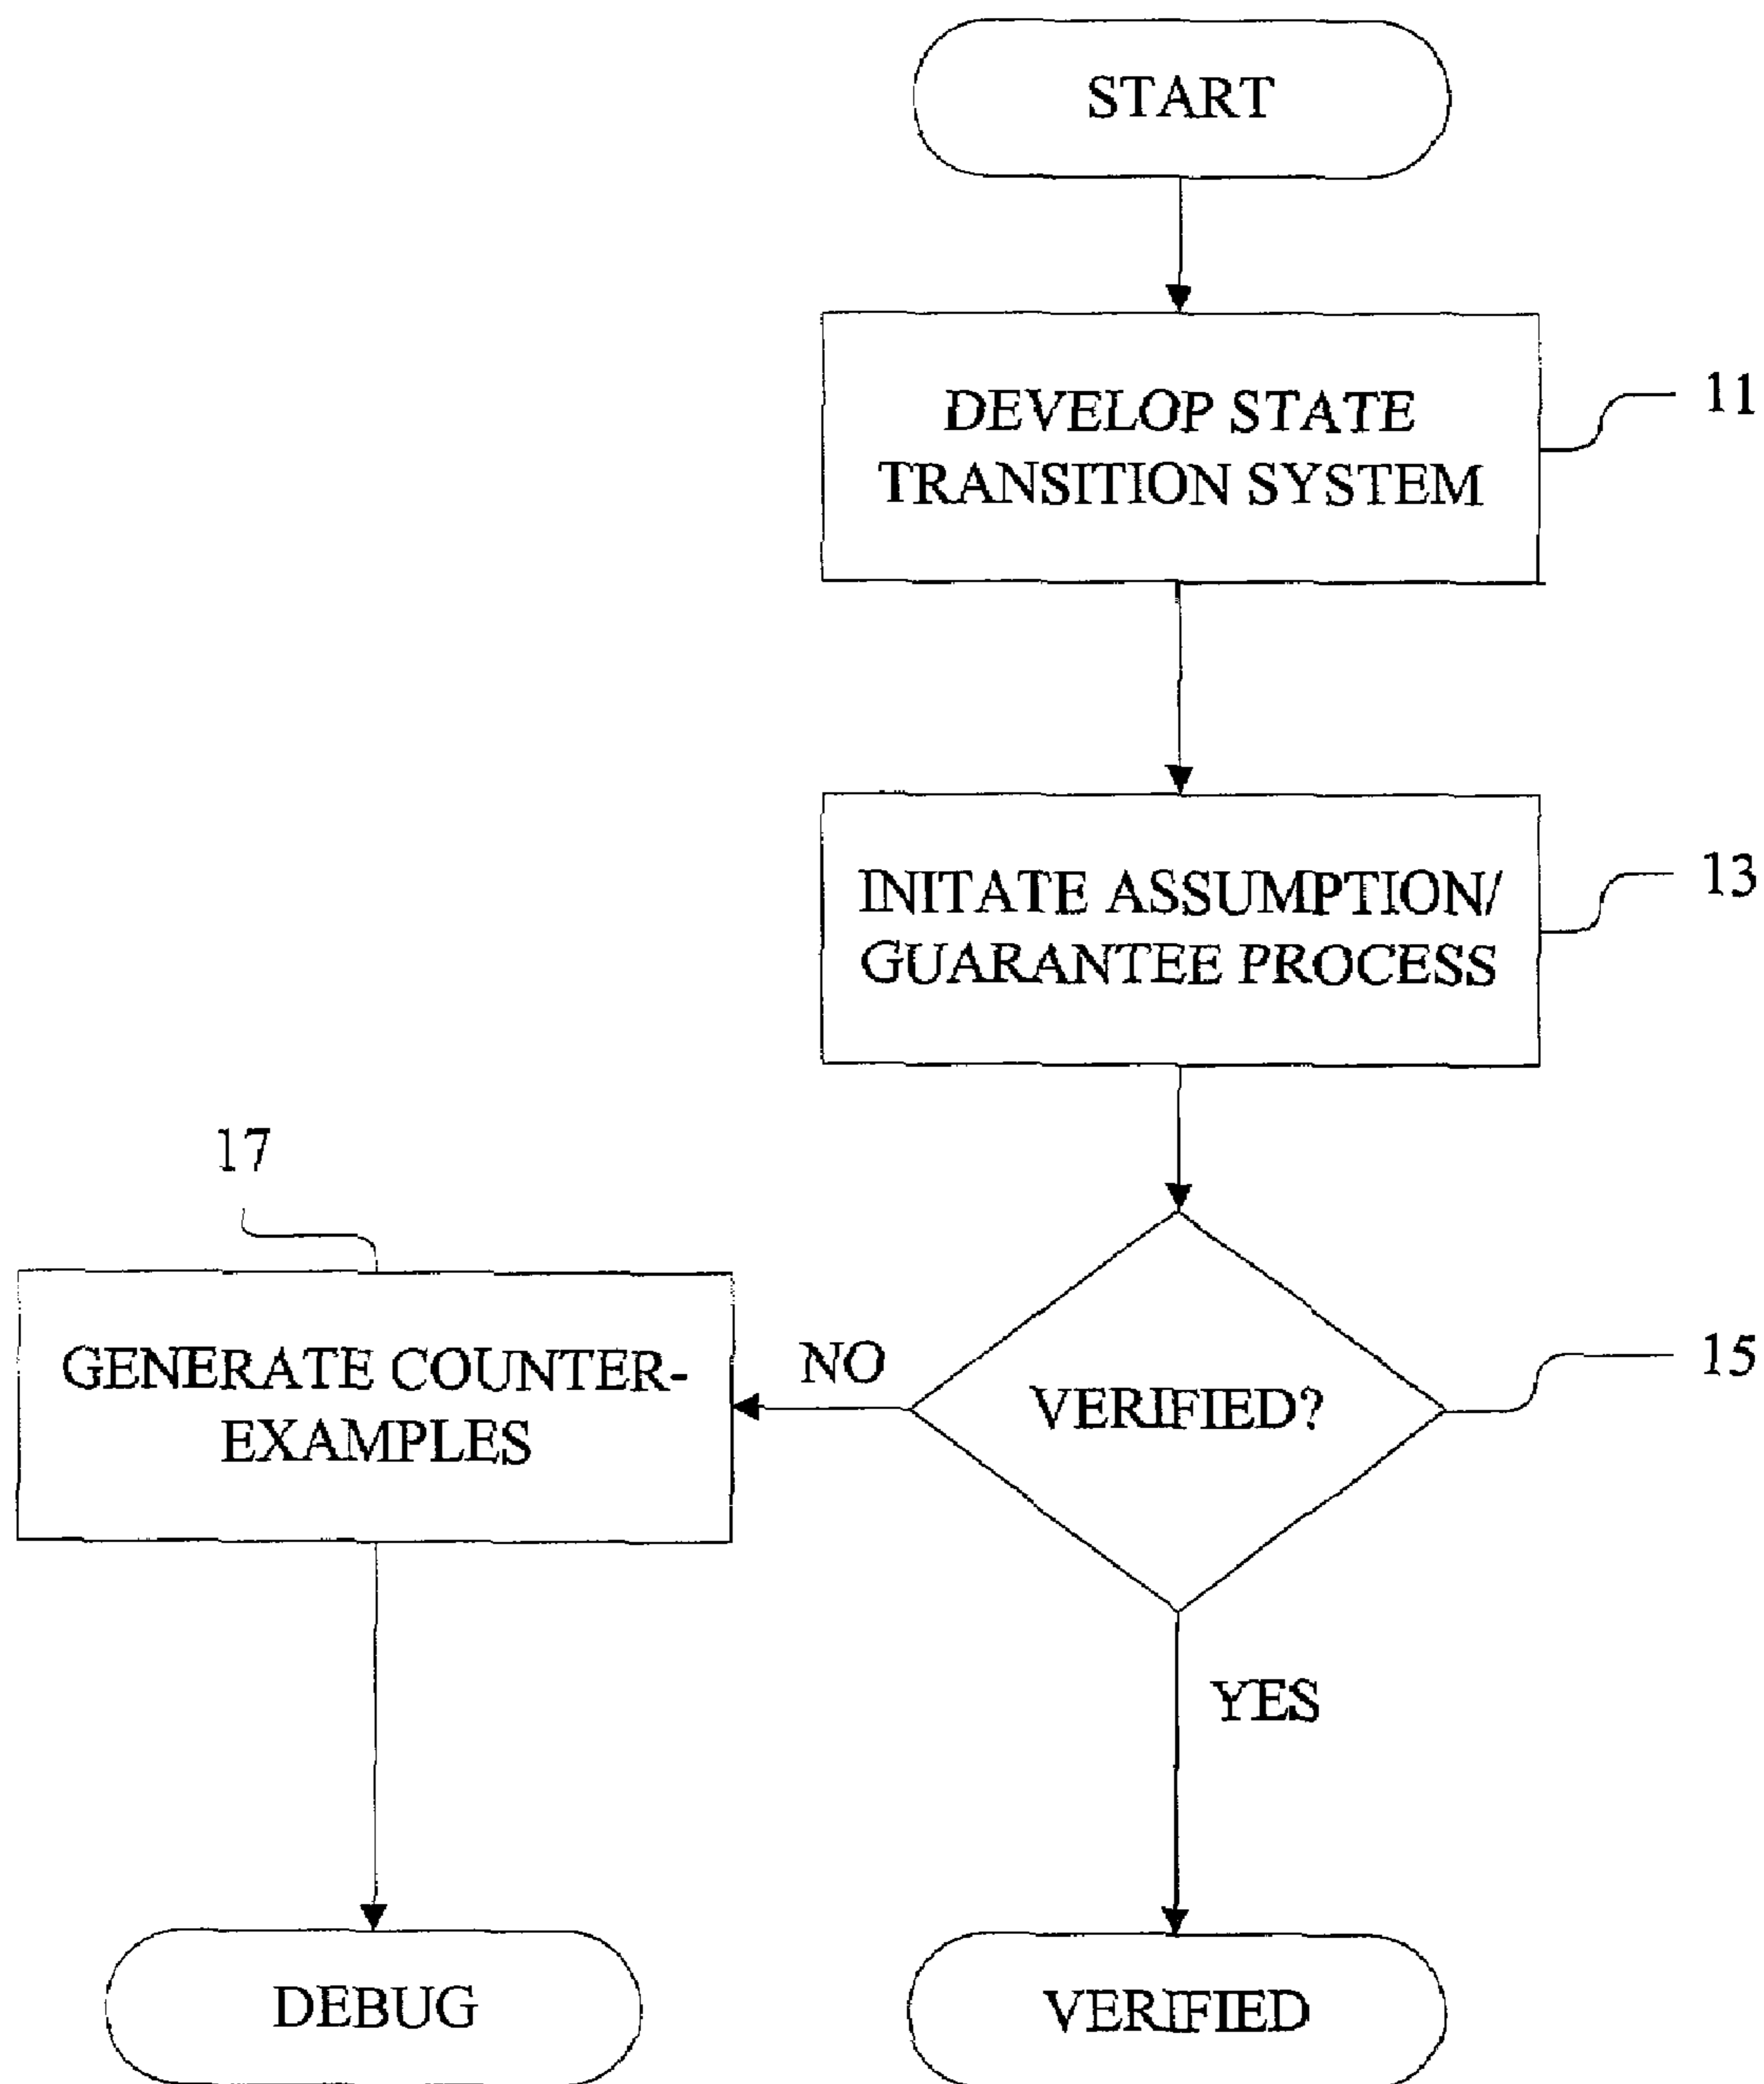 START
DEVELOP STATE
TRANSITION SYSTEM
11
INITATE ASSUMPTION/
GUARANTEE PROCESS
13
17
GENERATE COUNTER-
EXAMPLES
NO
VERIFIED?
15
YES
DEBUG
VERIFIED